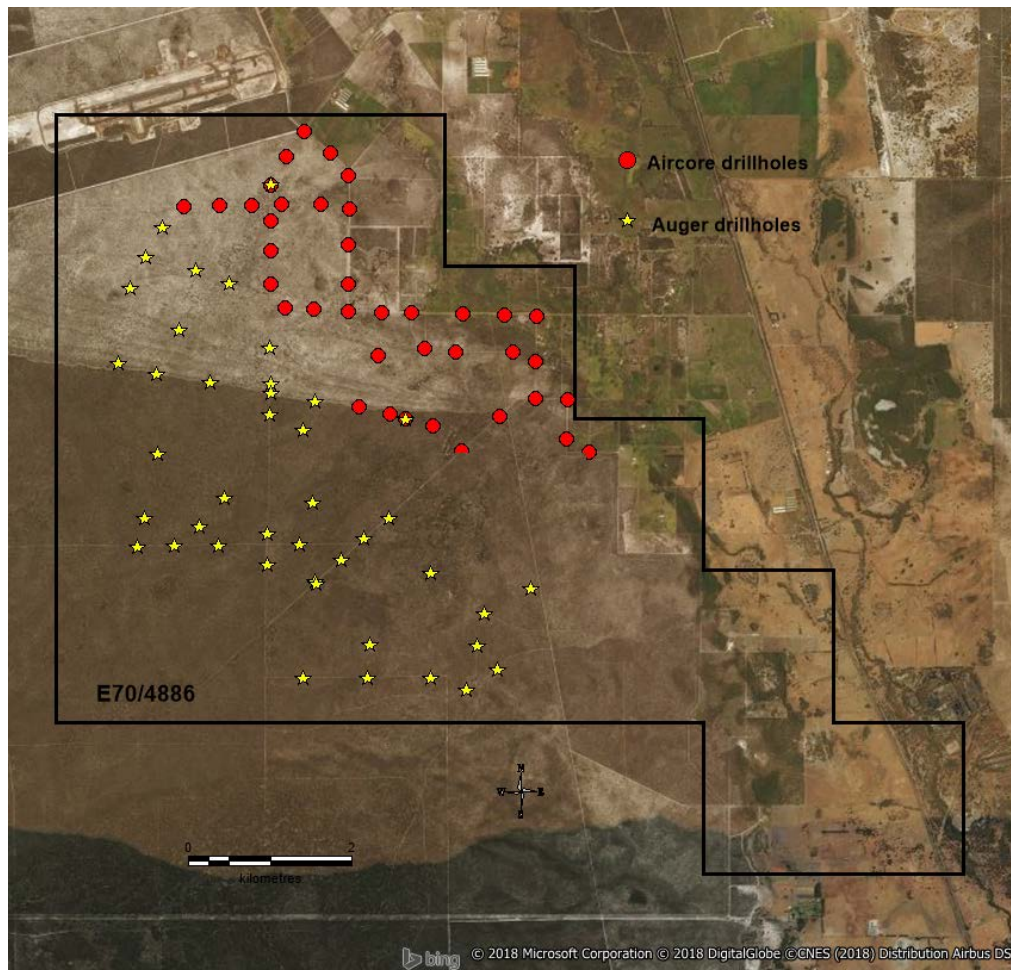 Aircore drillholes
Auger drillholes
E70/4886
N
W E
S
0 2
kilometres
bing © 2018 Microsoft Corporation © 2018 DigitalGlobe ©CNES (2018) Distribution Airbus DS